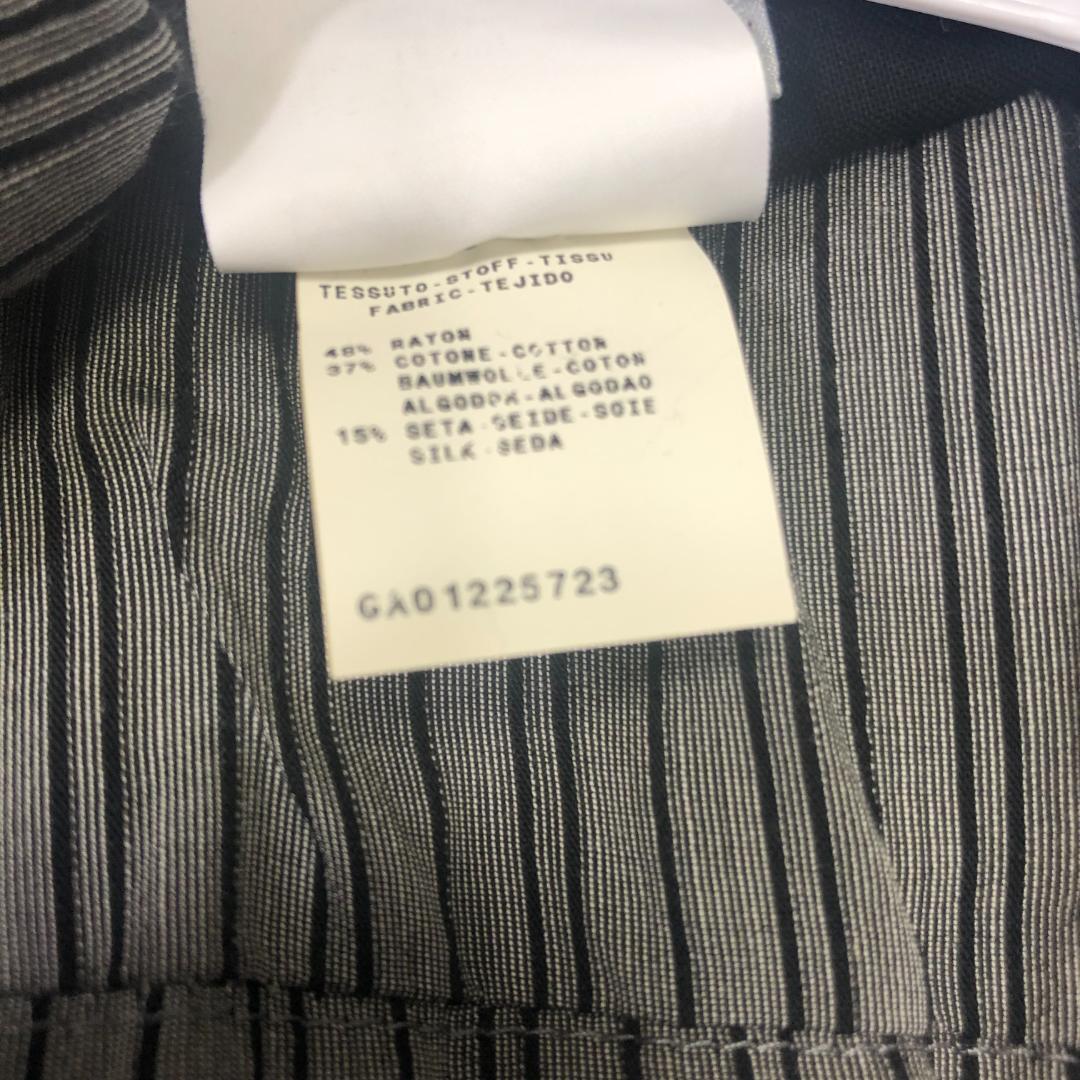 TESSUTO-STOFF-TISSU
FABRIC-TEJIDO
48% RAYON
37% COTONE-COTTON
BAUMWOLLE-COTON
ALGODON-ALGODAO
15% SETA-SEIDE-SOIE
SILK-SEDA
GA01225723